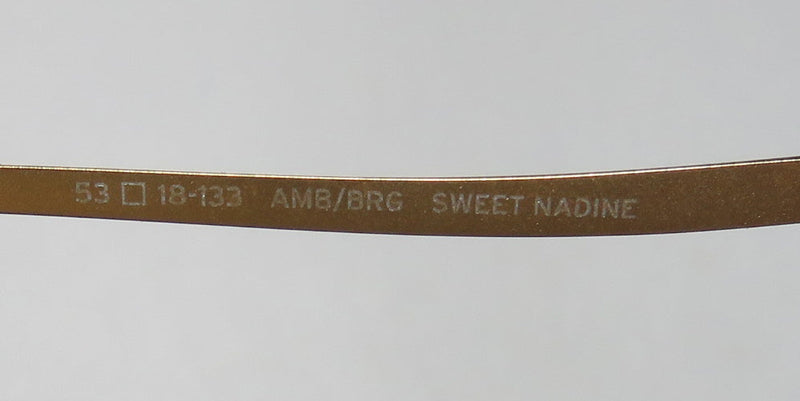 53 □ 18-133 AMB/BRG SWEET NADINE